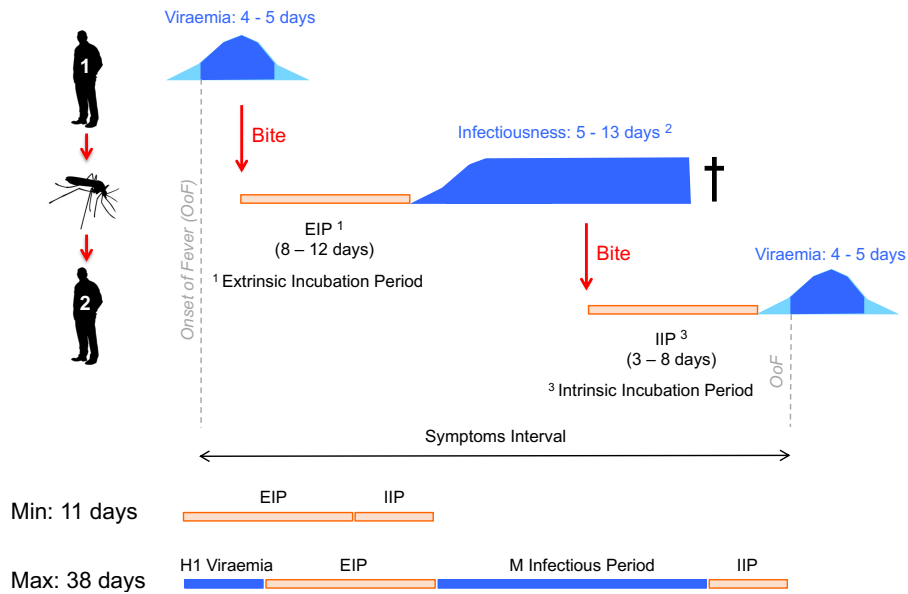 Viraemia: 4 - 5 days
1
Bite
Infectiousness: 5 - 13 days 2
Onset of Fever (OoF)
EIP 1
(8 – 12 days)
1 Extrinsic Incubation Period
Bite
Viraemia: 4 - 5 days
2
IIP 3
(3 – 8 days)
3 Intrinsic Incubation Period
OoF
Symptoms Interval
Min: 11 days
EIP
IIP
Max: 38 days
H1 Viraemia
EIP
M Infectious Period
IIP